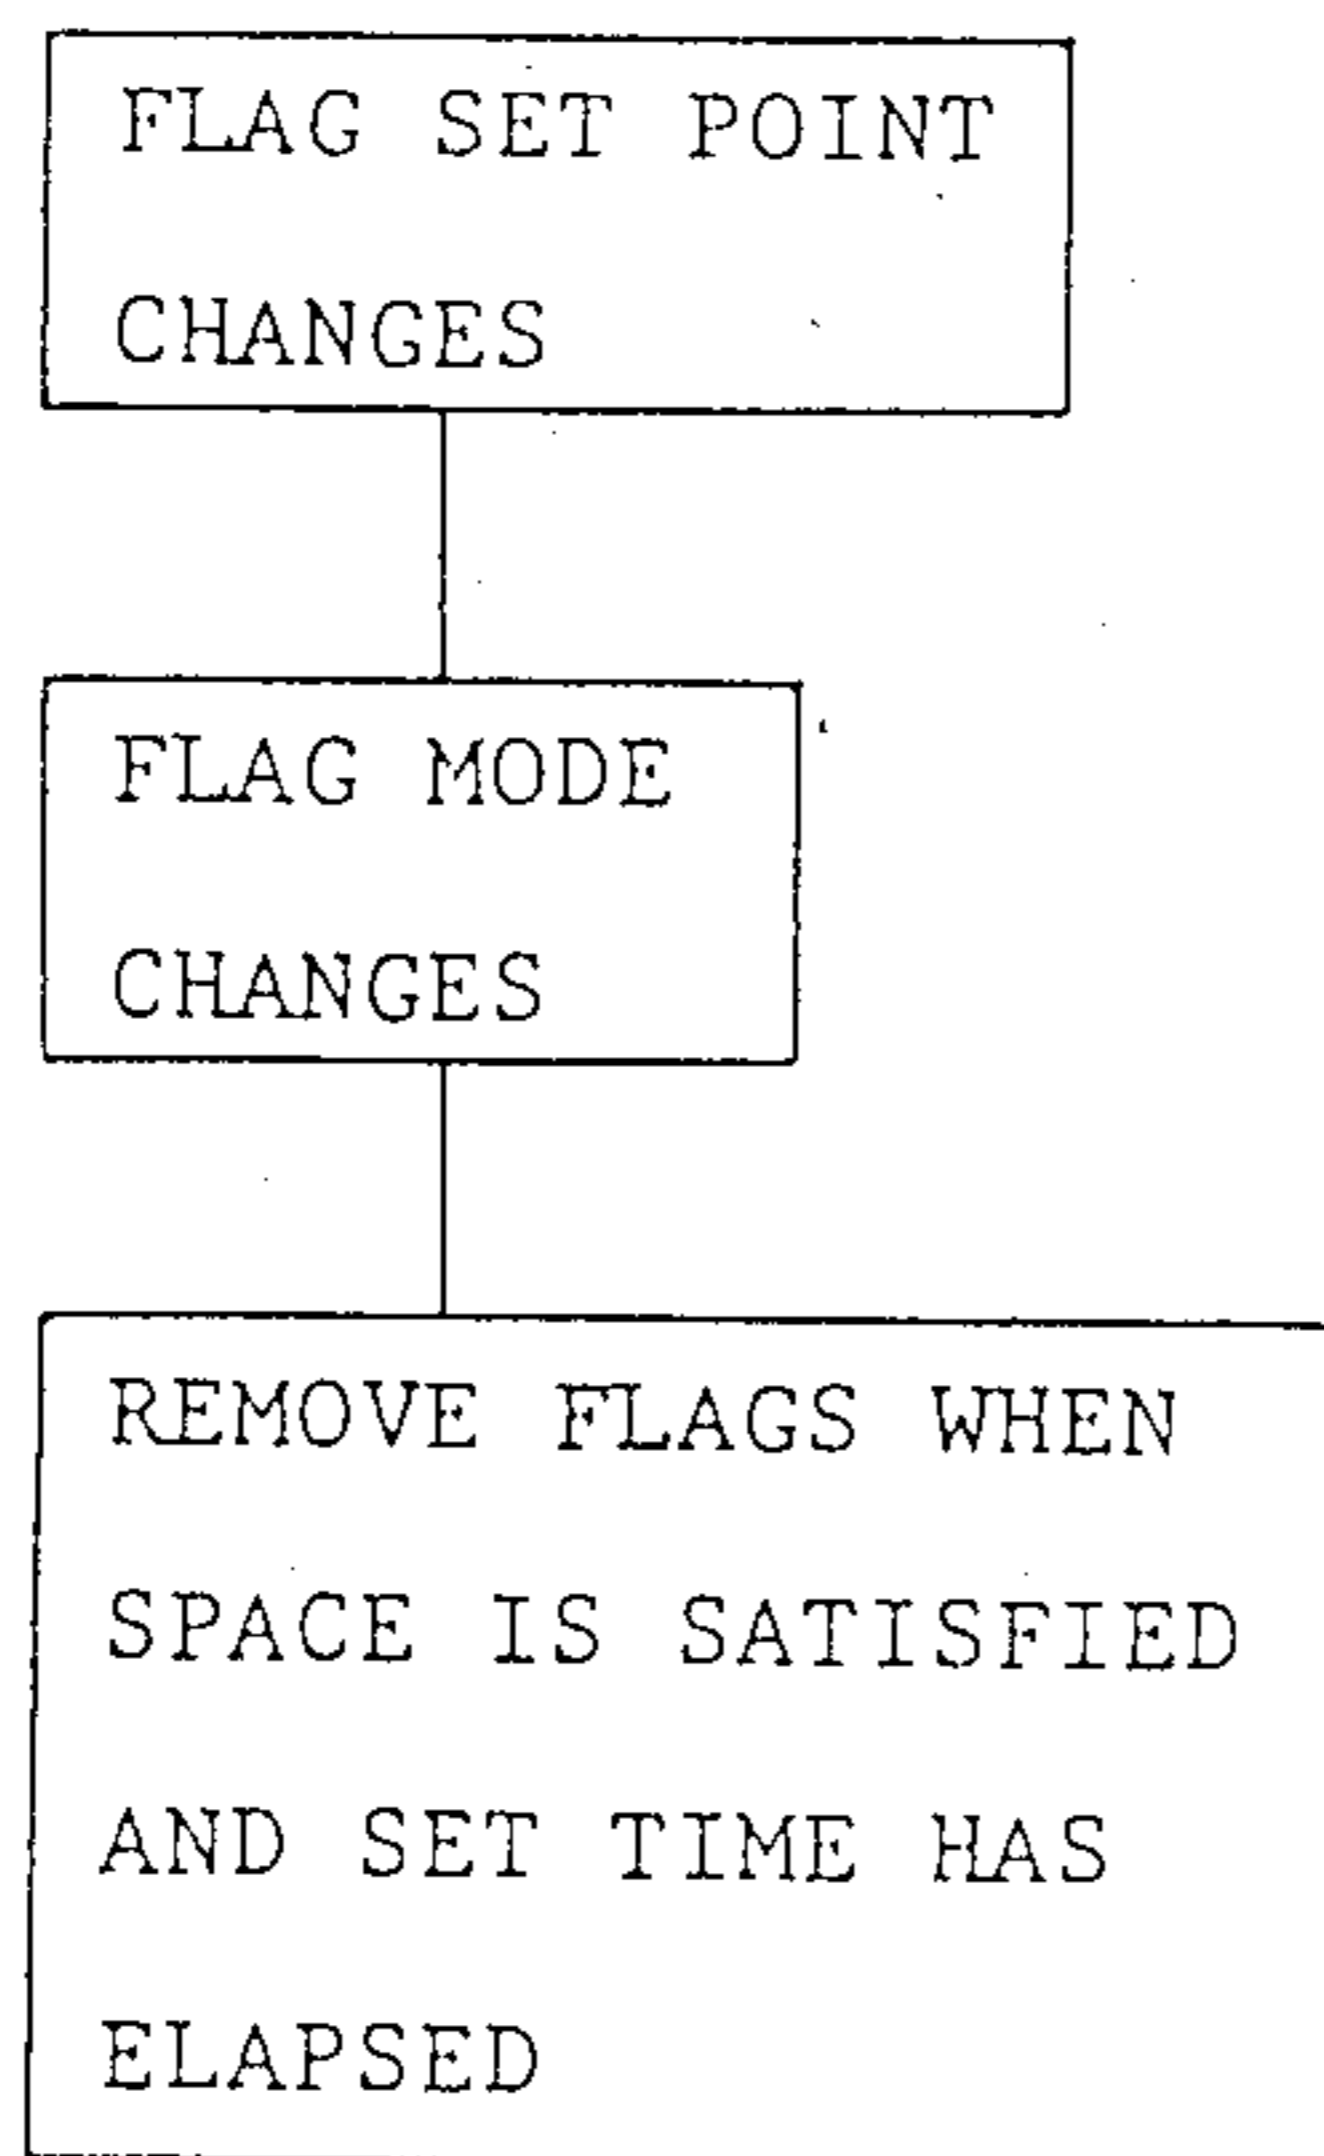 FLAG SET POINT
CHANGES
FLAG MODE
CHANGES
REMOVE FLAGS WHEN
SPACE IS SATISFIED
AND SET TIME HAS
ELAPSED